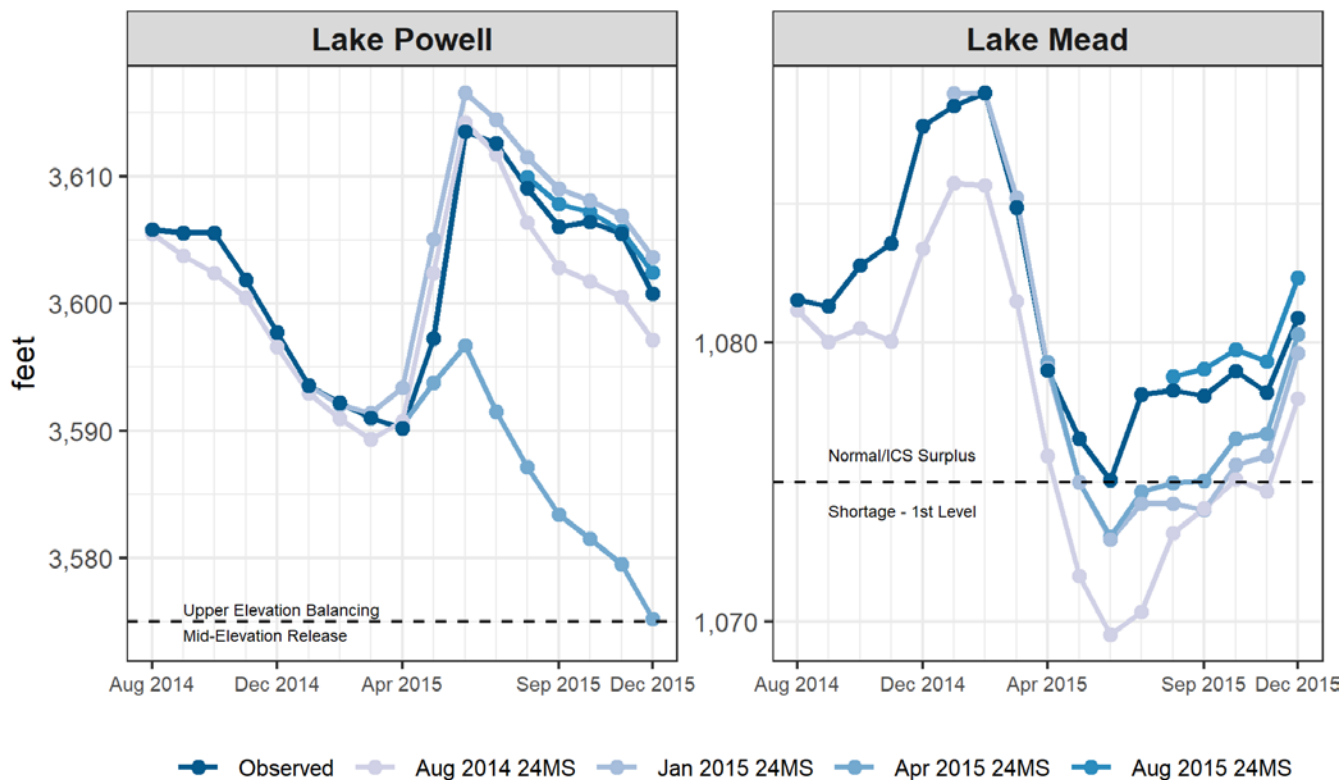 Lake Powell
Lake Mead
feet
3,610
3,600
3,590
3,580
Upper Elevation Balancing
Mid-Elevation Release
Aug 2014 Dec 2014 Apr 2015 Sep 2015 Dec 2015
1,080
1,070
Normal/ICS Surplus
Shortage - 1st Level
Aug 2014 Dec 2014 Apr 2015 Sep 2015 Dec 2015
Observed Aug 2014 24MS Jan 2015 24MS Apr 2015 24MS Aug 2015 24MS